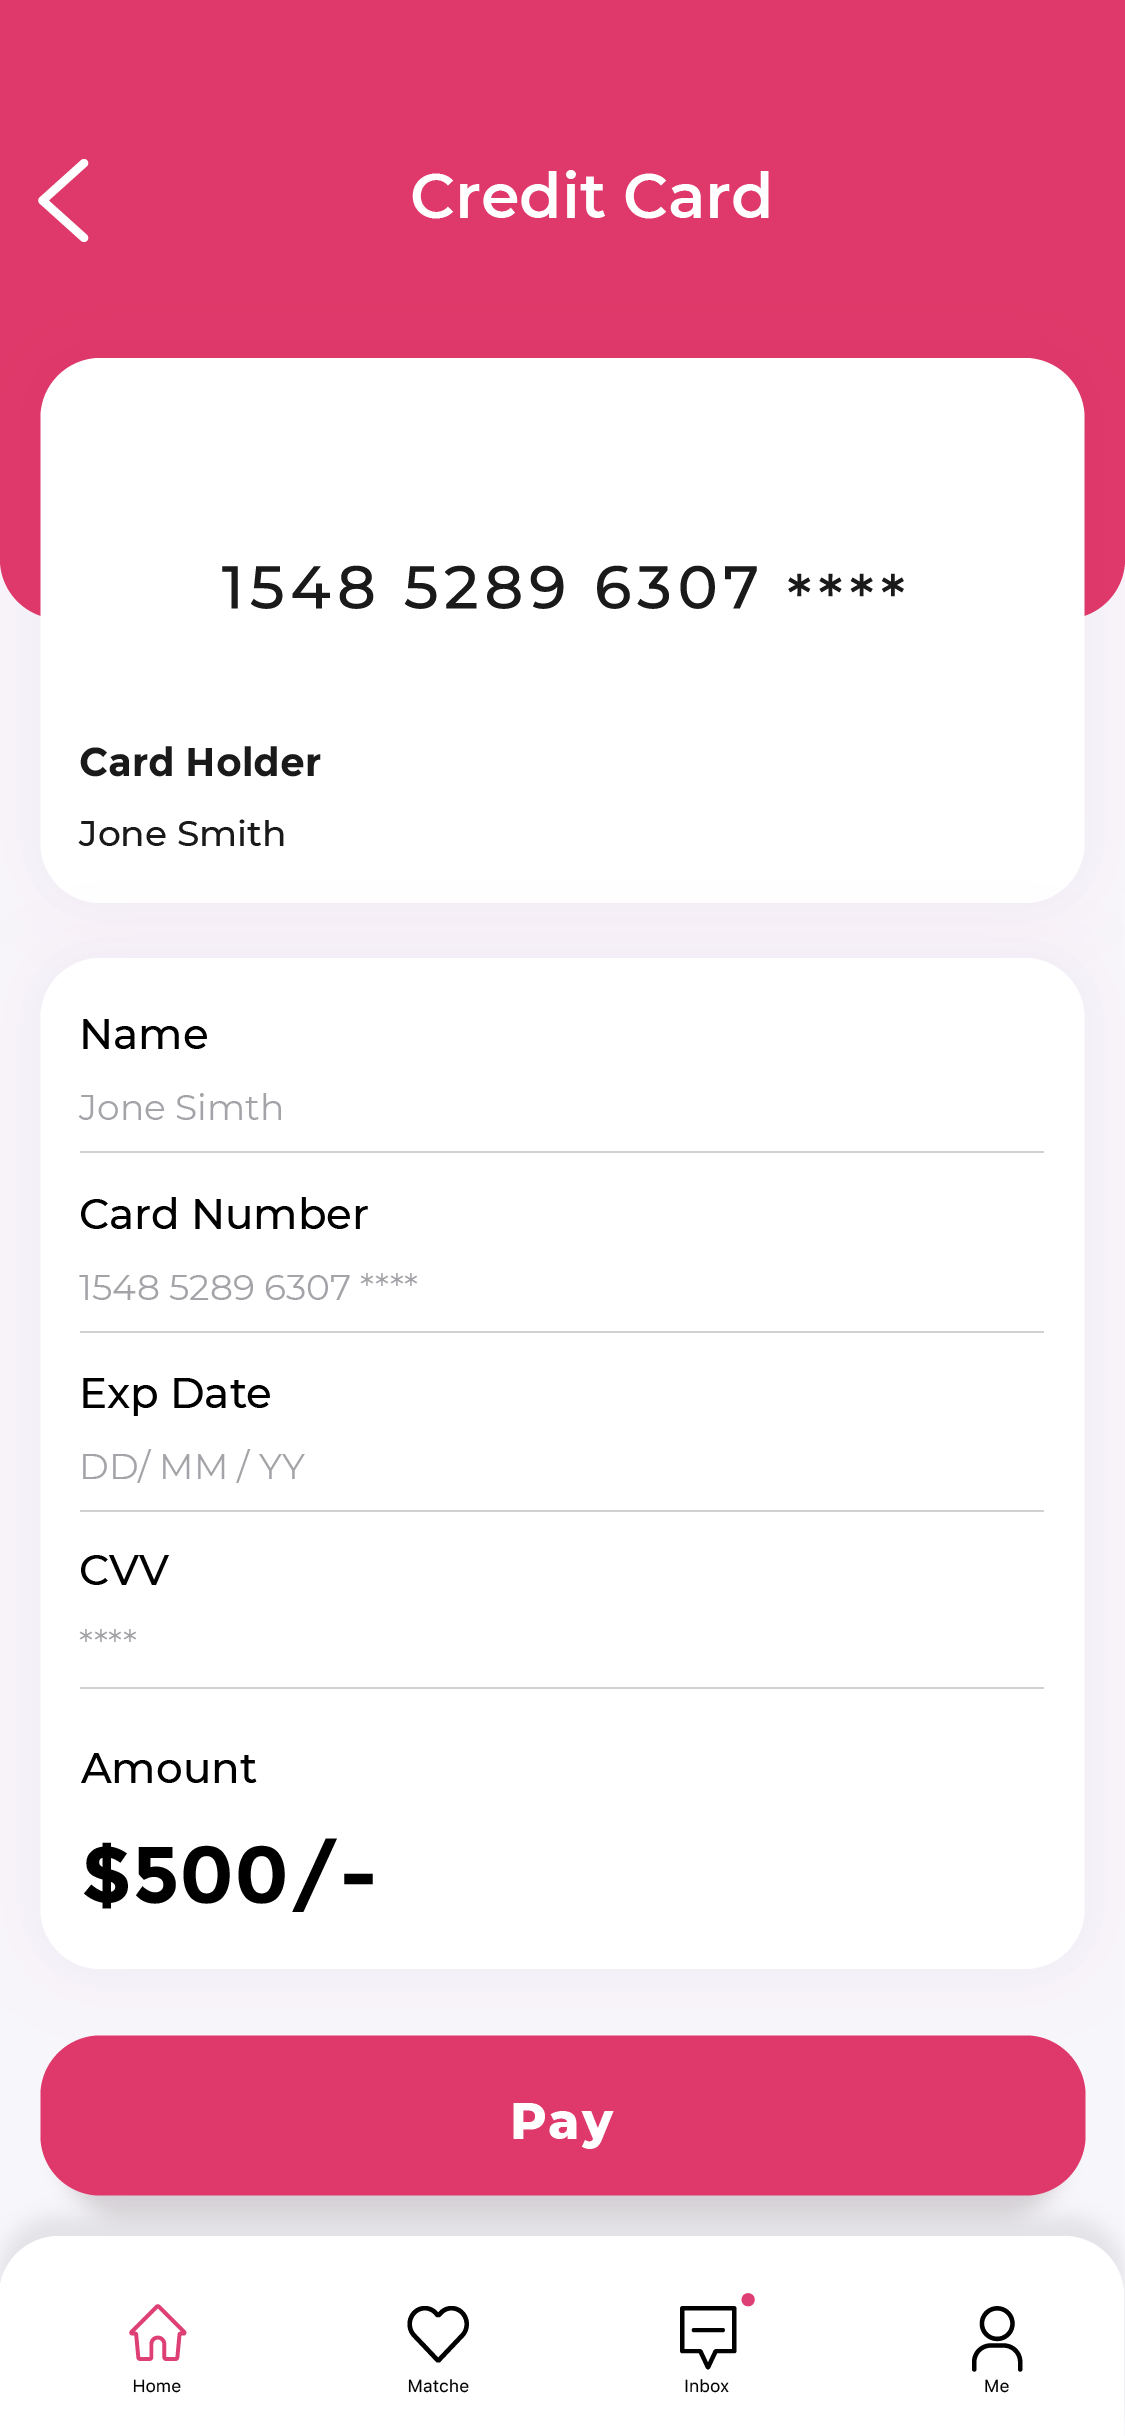 Credit Card
1548 5289 6307 ****
Card Holder
Jone Smith
Name
Jone Simth
Card Number
1548 5289 6307 ****
Exp Date
DD/ MM / YY
CVV
****
Amount
$500/-
Pay
Home
Matche
Inbox
Me